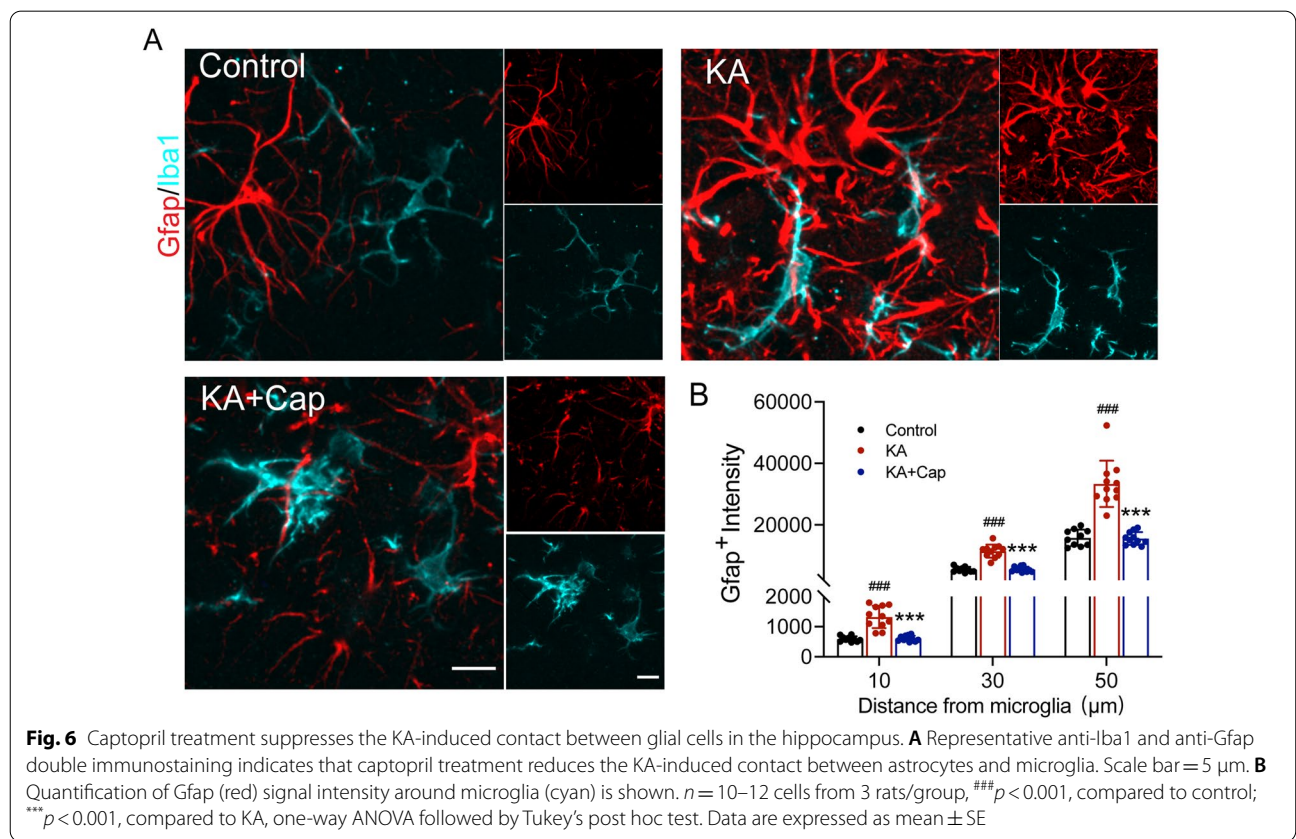 A
Control
KA
Gfap/Iba1
KA+Cap
B
60000
40000
20000
2000
1000
0
Gfap⁺ Intensity
Control
KA
KA+Cap
###
***
###
***
###
***
10
30
50
Distance from microglia (μm)
Fig. 6 Captopril treatment suppresses the KA-induced contact between glial cells in the hippocampus. A Representative anti-Iba1 and anti-Gfap
double immunostaining indicates that captopril treatment reduces the KA-induced contact between astrocytes and microglia. Scale bar = 5 μm. B
Quantification of Gfap (red) signal intensity around microglia (cyan) is shown. n = 10–12 cells from 3 rats/group, ###p < 0.001, compared to control;
***p < 0.001, compared to KA, one-way ANOVA followed by Tukey's post hoc test. Data are expressed as mean ± SE